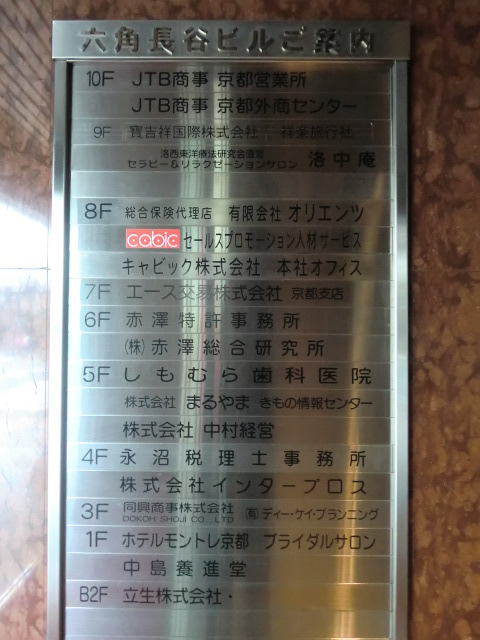 六角長谷ビルご案内
10F JTB商事 京都営業所
JTB商事 京都外商センター
9F 寶吉祥国際株式会社 祥楽旅行社
洛西東洋療法研究会直営
セラピー&リラクゼーションサロン 洛中庵
8F 総合保険代理店 有限会社 オリエンツ
cabic セールスプロモーション人材サービス
キャビック株式会社 本社オフィス
7F エース交易株式会社 京都支店
6F 赤澤特許事務所
(株)赤澤総合研究所
5F しもむら歯科医院
株式会社 まるやま きもの情報センター
株式会社 中村経営
4F 永沼税理士事務所
株式会社インタープロス
3F 同興商事株式会社 (有)ディー・ケイ・プランニング
DOKOH SHOJI CO., LTD
1F ホテルモントレ京都 ブライダルサロン
中島養進堂
B2F 立生株式会社・